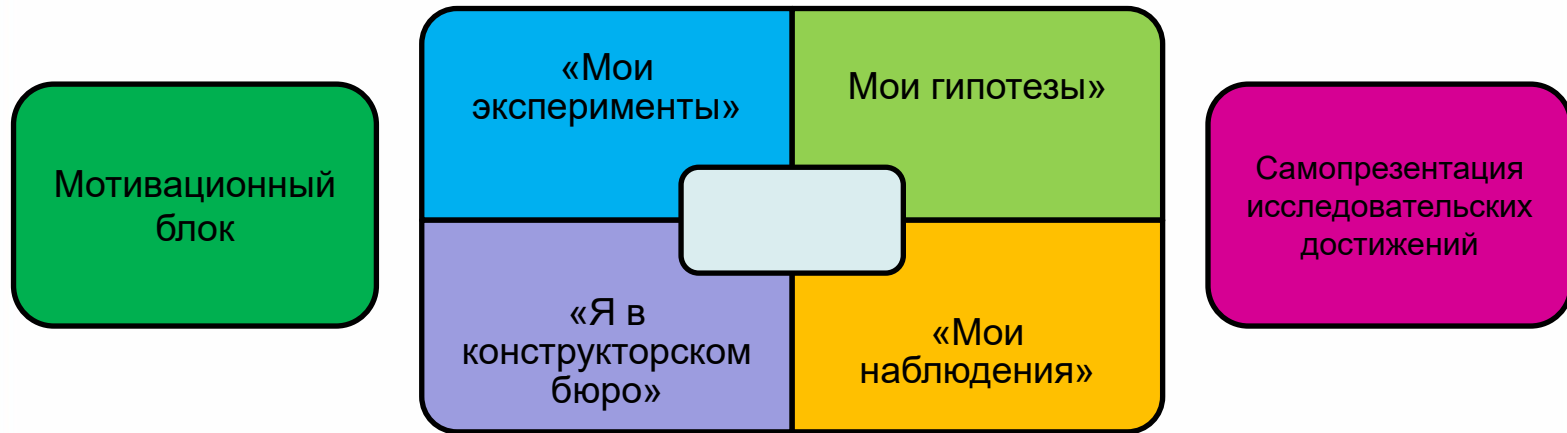 Мотивационный
блок
«Мои
эксперименты»
Мои гипотезы»
«Я в
конструкторском
бюро»
«Мои
наблюдения»
Самопрезентация
исследовательских
достижений